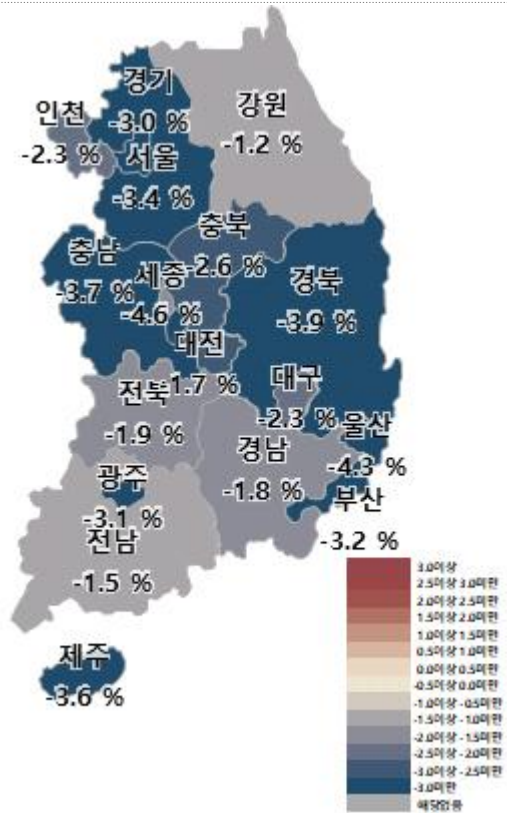 경기
-3.0 %
인천
-2.3 %
서울
-3.4 %
강원
-1.2 %
충북
-2.6 %
충남
-3.7 %
세종
-4.6 %
경북
-3.9 %
대전
-1.7 %
대구
-2.3 %
전북
-1.9 %
울산
-4.3 %
경남
-1.8 %
부산
-3.2 %
광주
-3.1 %
전남
-1.5 %
제주
-3.6 %
3.0이상
2.5이상 3.0미만
2.0이상 2.5미만
1.5이상 2.0미만
1.0이상 1.5미만
0.5이상 1.0미만
0.0이상 0.5미만
-0.5이상 0.0미만
-1.0이상 -0.5미만
-1.5이상 -1.0미만
-2.0이상 -1.5미만
-2.5이상 -2.0미만
-3.0이상 -2.5미만
-3.0미만
해당없음